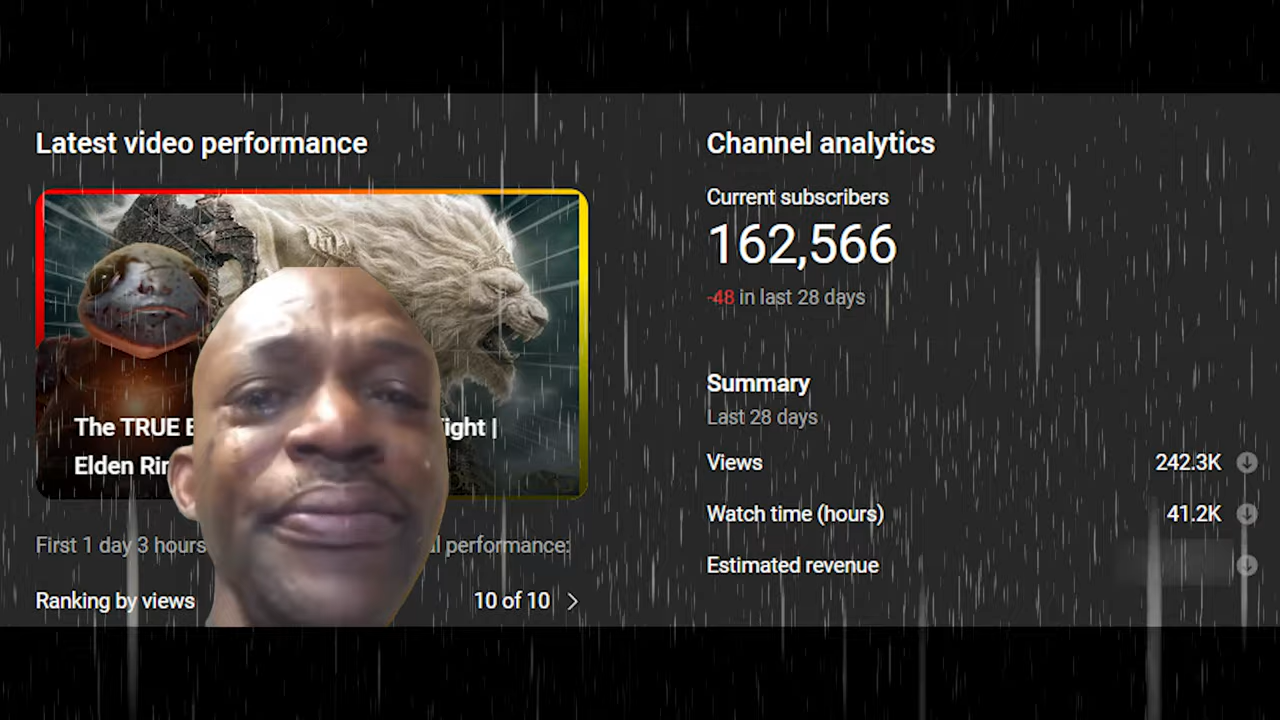 Latest video performance
The TRUE
ight |
Elden
First 1 day 3 hours
performance:
Ranking by views
10 of 10
Channel analytics
Current subscribers
162,566
-48 in last 28 days
Summary
Last 28 days
Views 242.3K
Watch time (hours) 41.2K
Estimated revenue